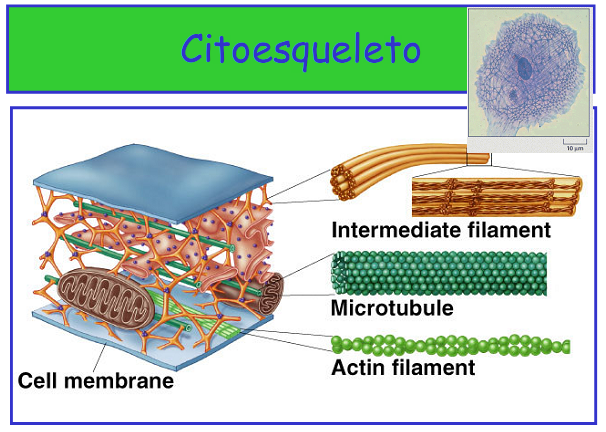 Citoesqueleto
10 µm
Intermediate filament
Microtubule
Actin filament
Cell membrane